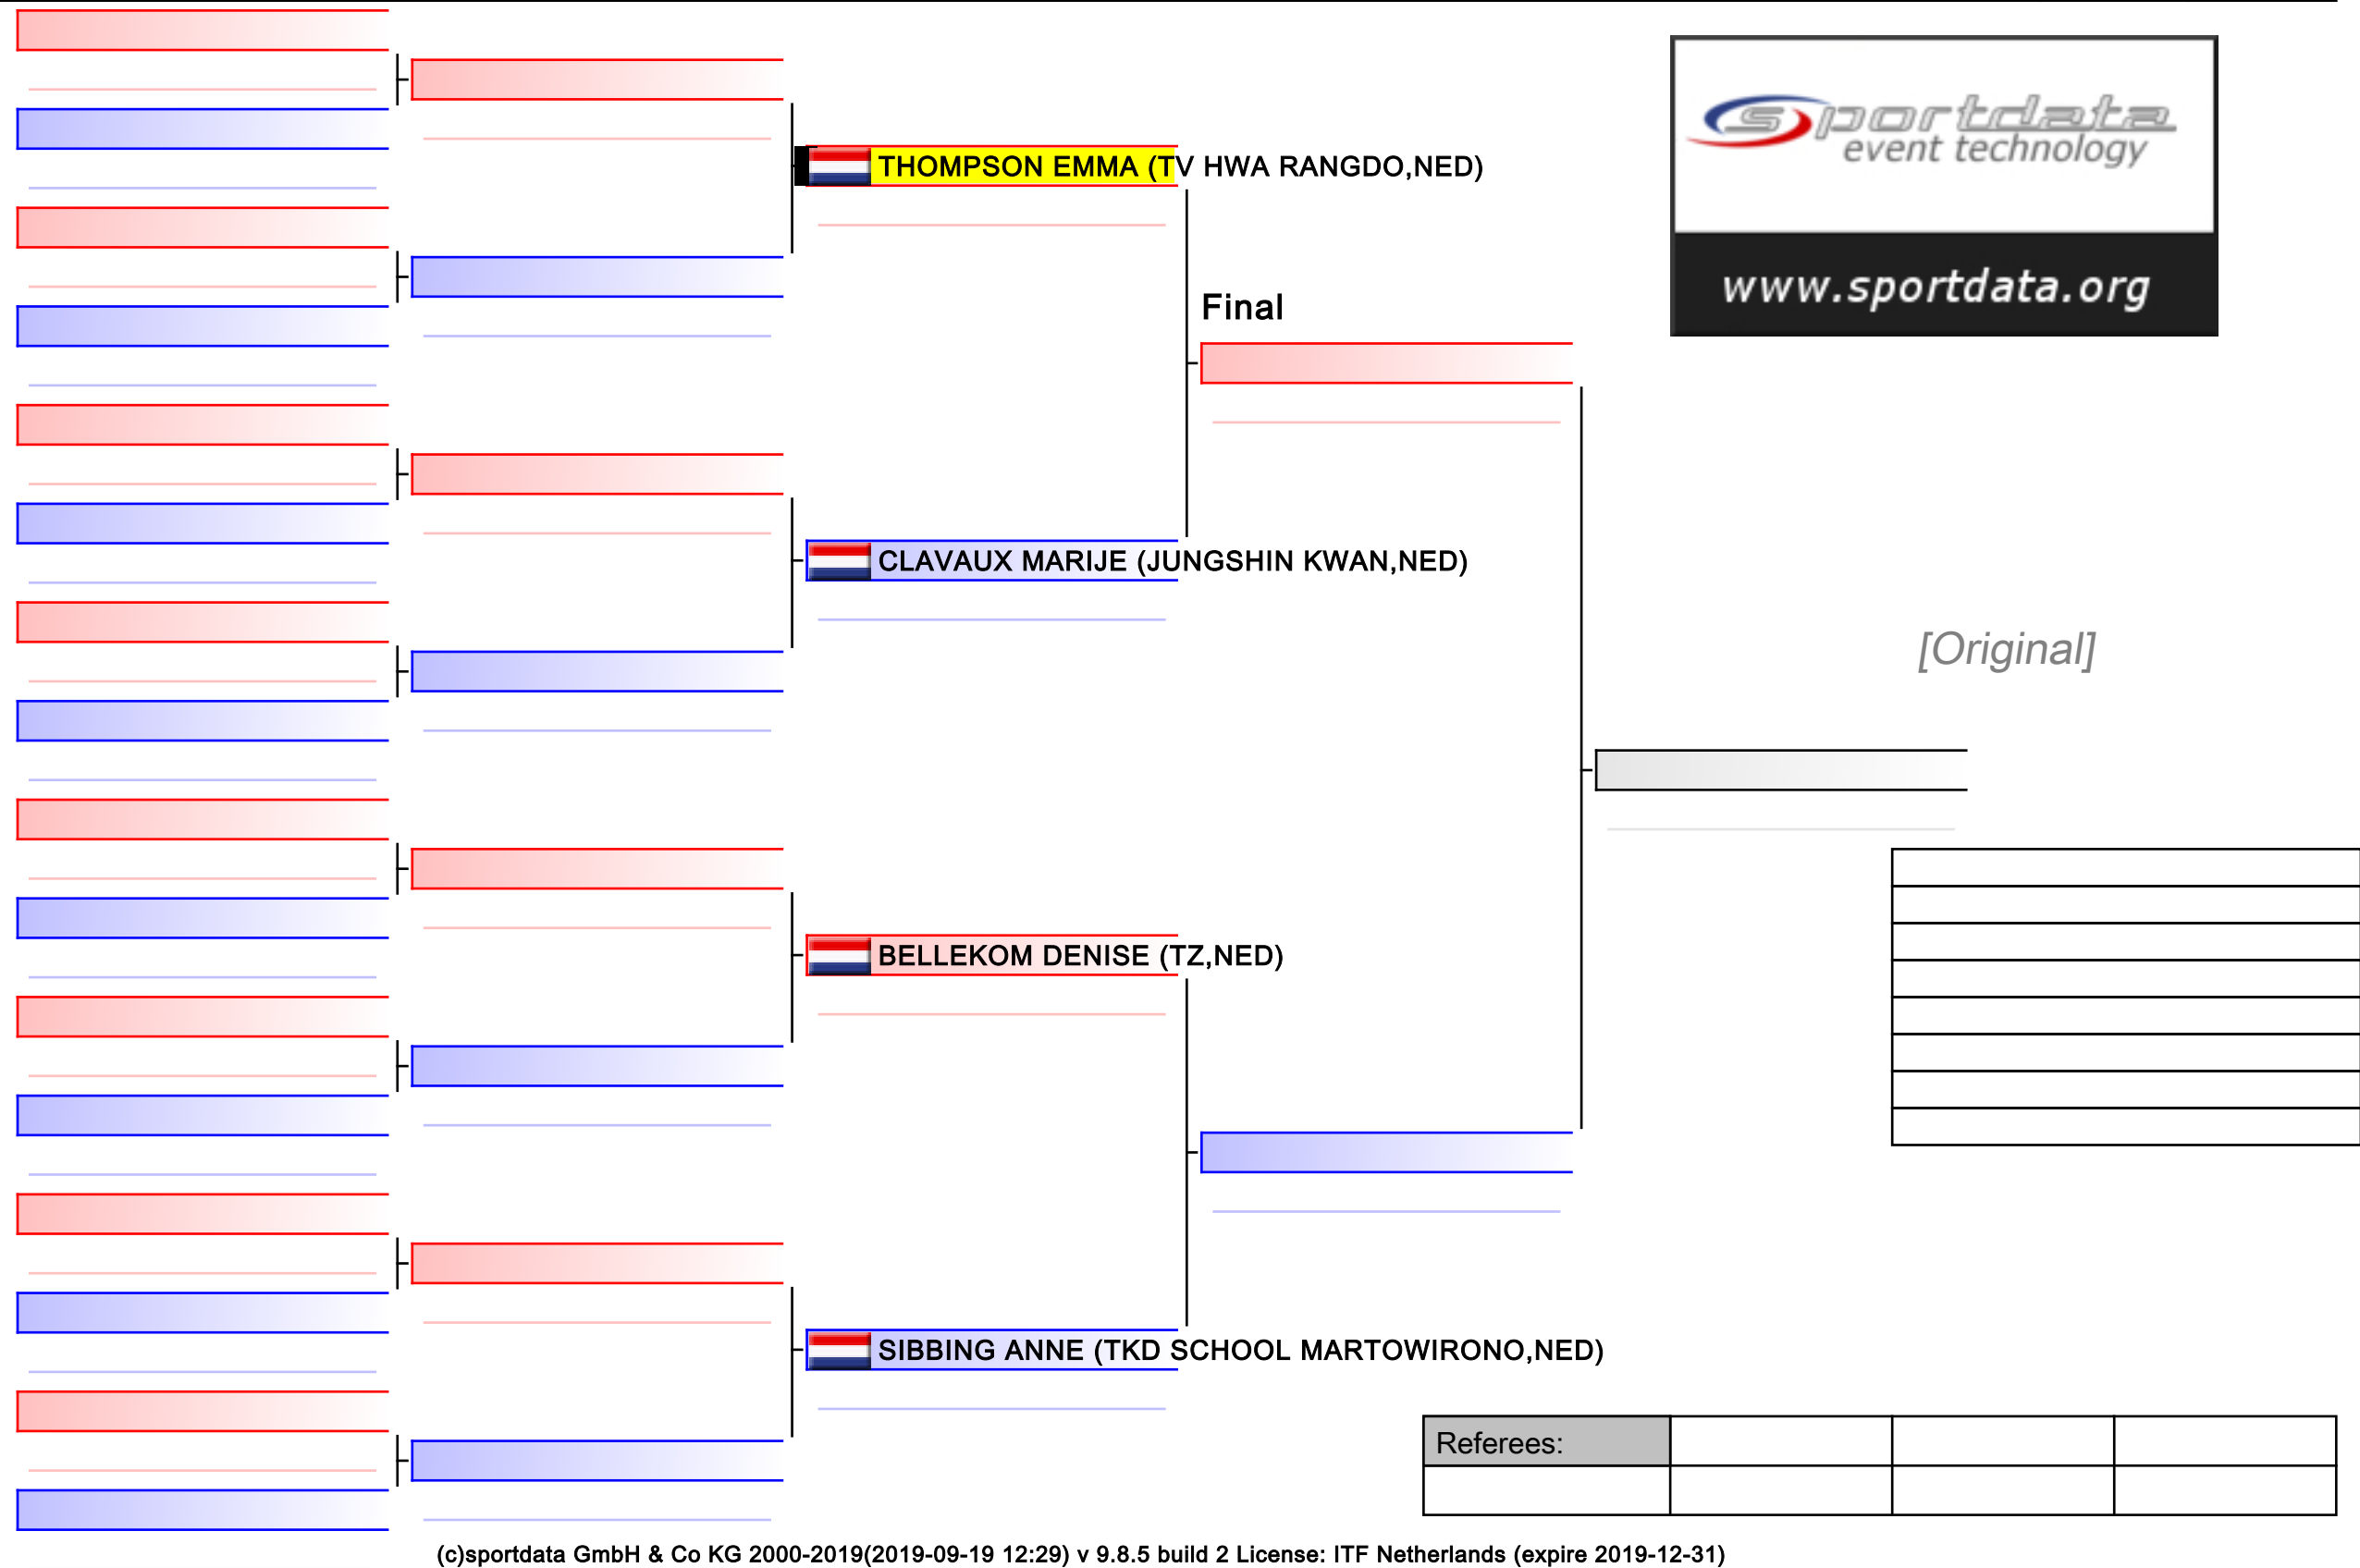 sportdata
event technology
www.sportdata.org
THOMPSON EMMA (TV HWA RANGDO,NED)
Final
CLAVAUX MARIJE (JUNGSHIN KWAN,NED)
[Original]
BELLEKOM DENISE (TZ,NED)
SIBBING ANNE (TKD SCHOOL MARTOWIRONO,NED)
Referees:
(c)sportdata GmbH & Co KG 2000-2019(2019-09-19 12:29) v 9.8.5 build 2 License: ITF Netherlands (expire 2019-12-31)